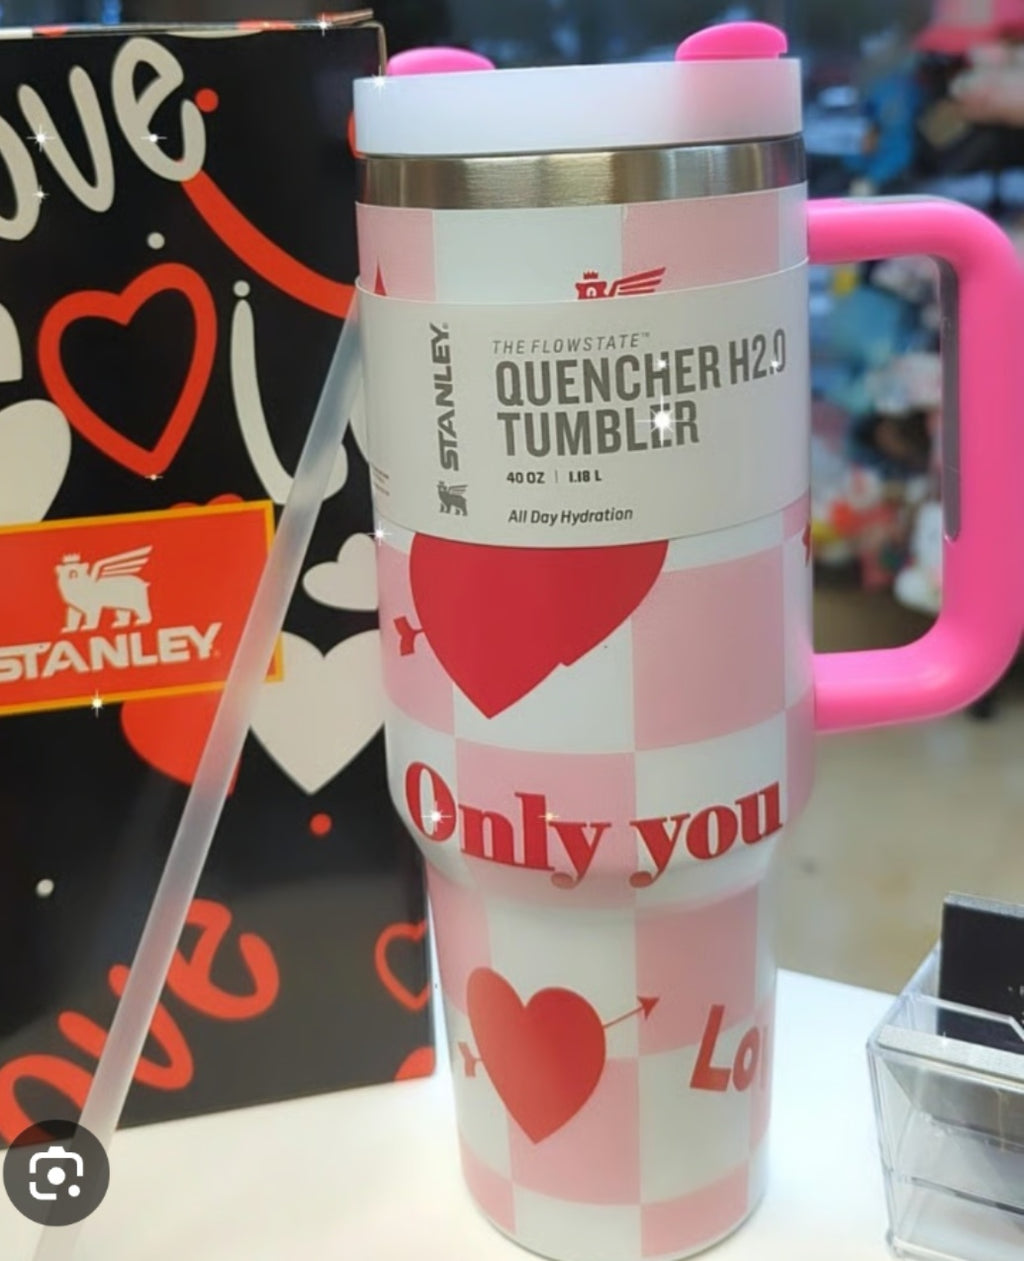 ove
STANLEY
ove
STANLEY
THE FLOWSTATE™
QUENCHER H2.0
TUMBLER
40 OZ | 1.18 L
All Day Hydration
Only you
Lo